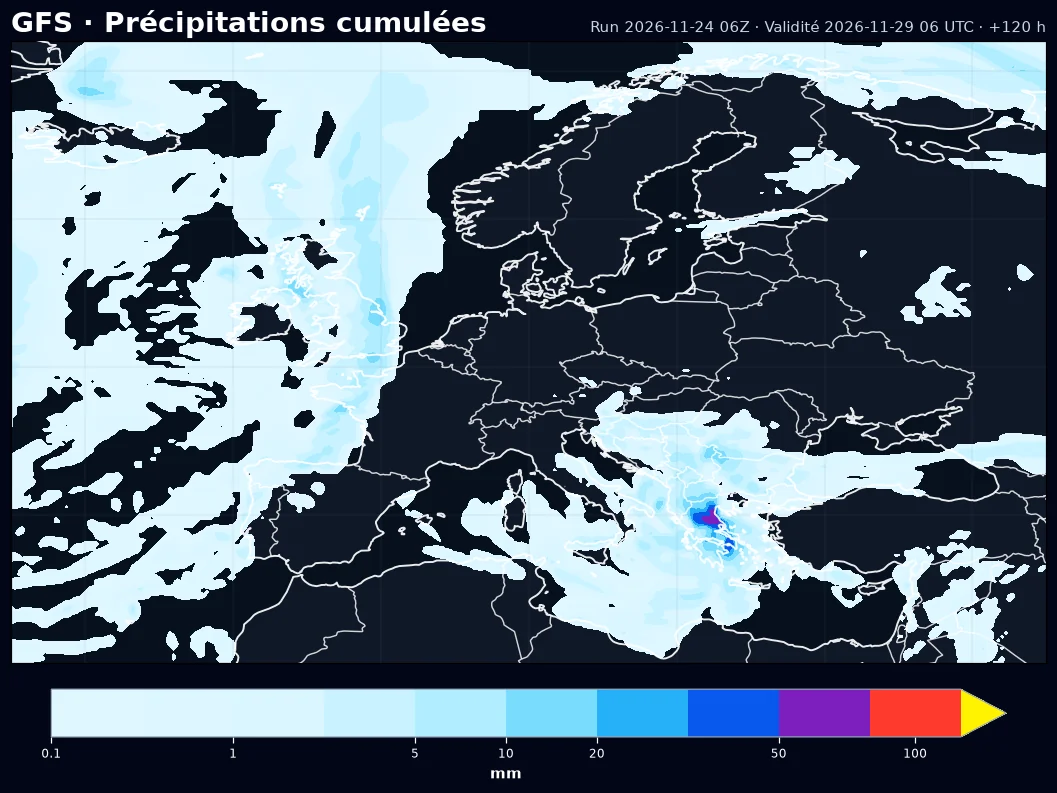 GFS · Précipitations cumulées
Run 2026-11-24 06Z · Validité 2026-11-29 06 UTC · +120 h
0.1 1 5 10 20 50 100
mm